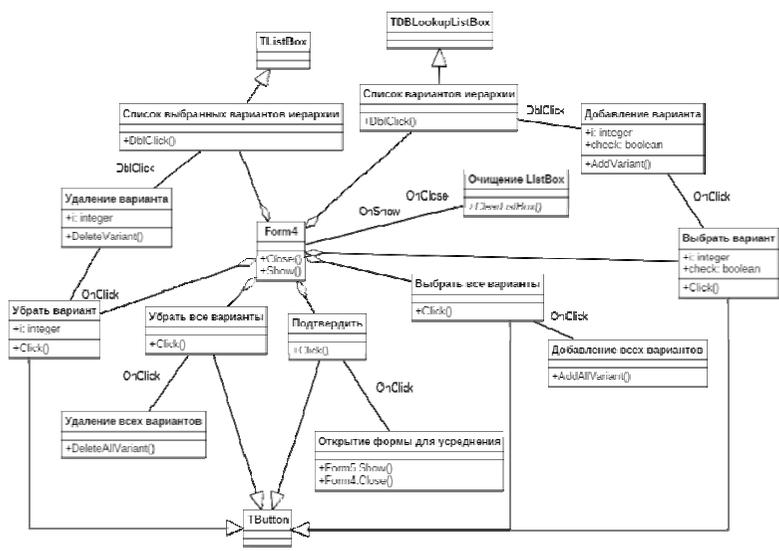 TDBLookupListBox
TListBox
Список вариантов иерархии
+DblClick()
DblClick
Список выбранных вариантов иерархии
+DblClick()
DblClick
Добавление варианта
+i: integer
+check: boolean
+AddVariant()
OnClick
Очищение ListBox
+ClearListBox()
OnClose
OnShow
Удаление варианта
+i: integer
+DeleteVariant()
Form4
+Close()
+Show()
Выбрать вариант
+i: integer
+check: boolean
+Click()
OnClick
Выбрать все варианты
+Click()
OnClick
Убрать вариант
+i: integer
+Click()
Убрать все варианты
+Click()
Подтвердить
+Click()
Добавление всех вариантов
+AddAllVariant()
OnClick
OnClick
Удаление всех вариантов
+DeleteAllVariant()
Открытие формы для усреднения
+Form5.Show()
+Form4.Close()
TButton